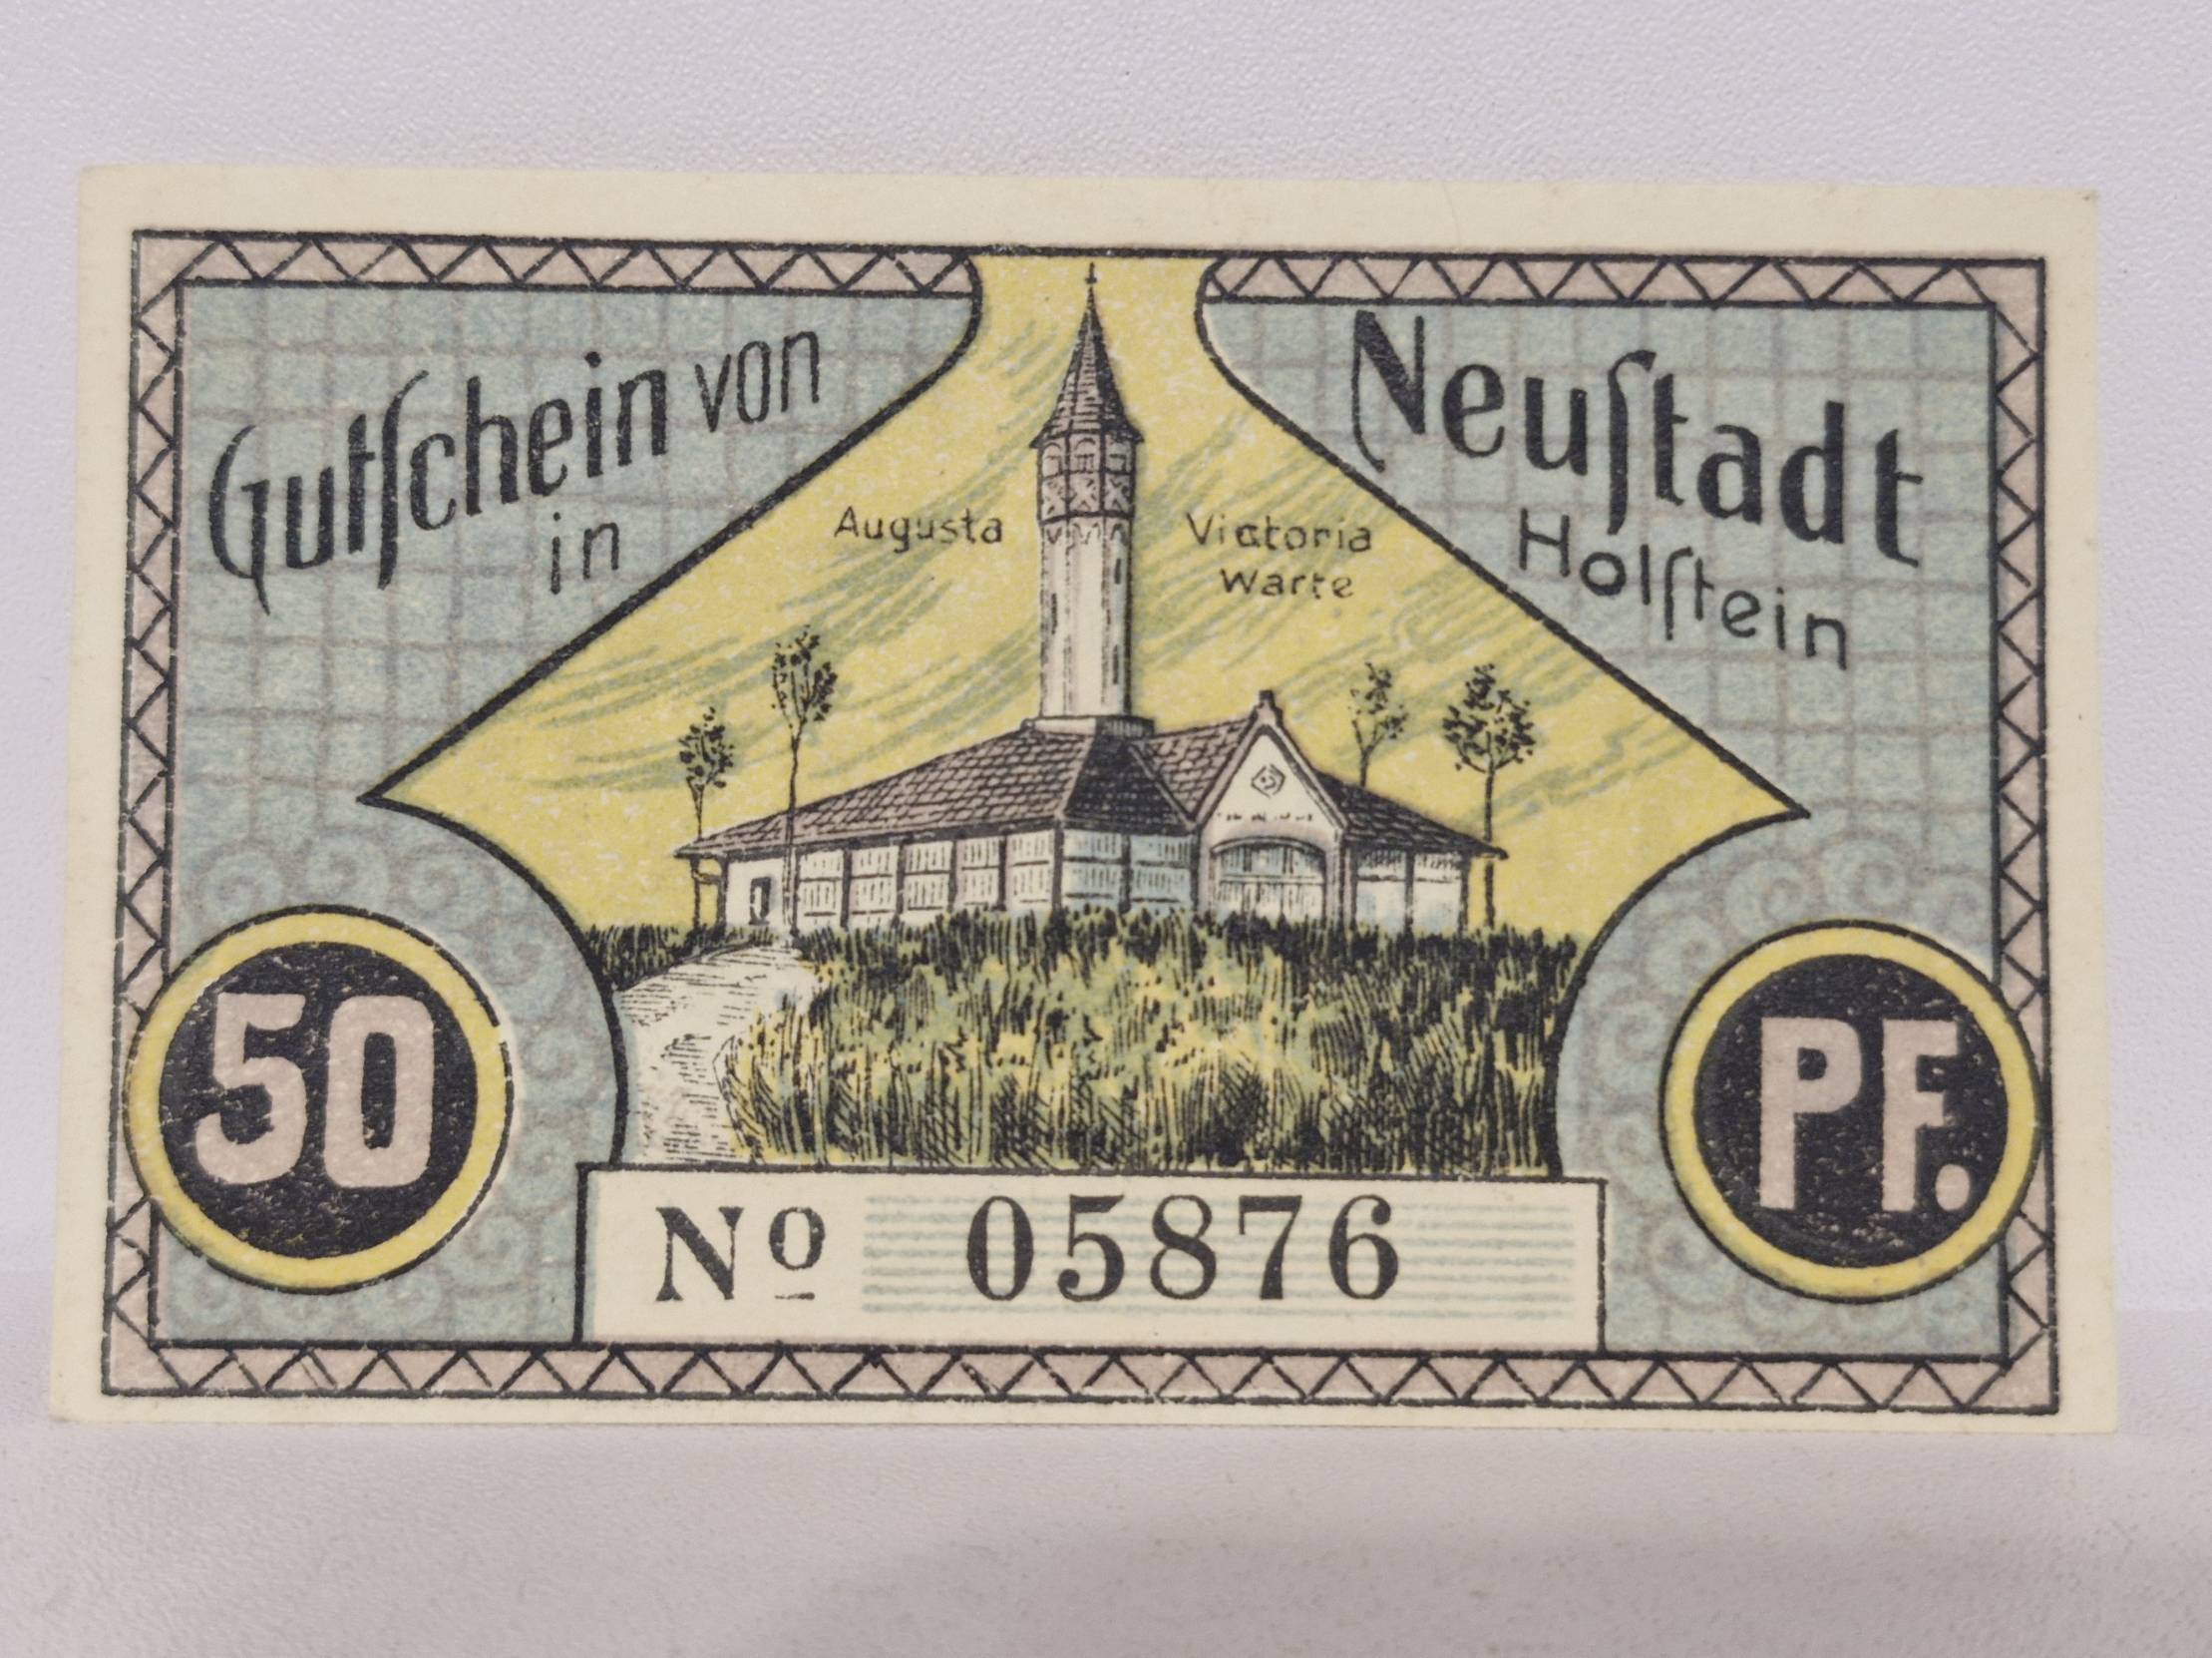 Gutſchein von
in
Neuſtadt
Holſtein
Augusta Victoria
Warte
50 PF.
Nº 05876